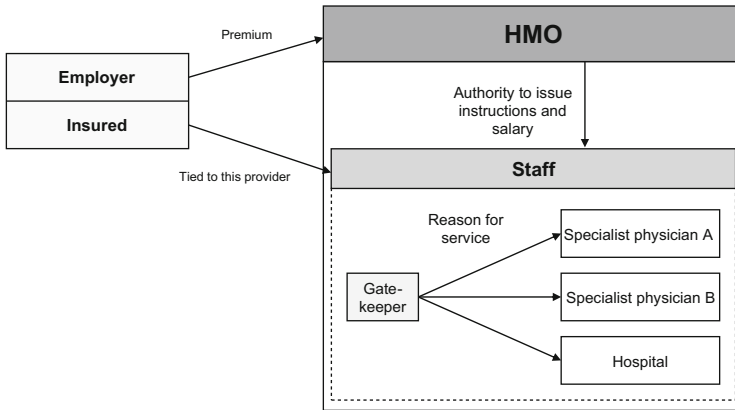 Premium
HMO
Employer
Insured
Authority to issue
instructions and
salary
Tied to this provider
Staff
Reason for
service
Specialist physician A
Gate-
keeper
Specialist physician B
Hospital